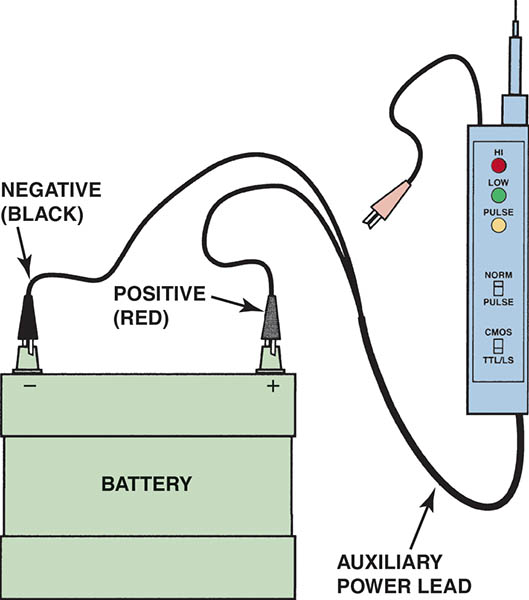 HI
LOW
PULSE
NEGATIVE
(BLACK)
POSITIVE
(RED)
NORM
PULSE
CMOS
TTL/LS
−
+
BATTERY
AUXILIARY
POWER LEAD